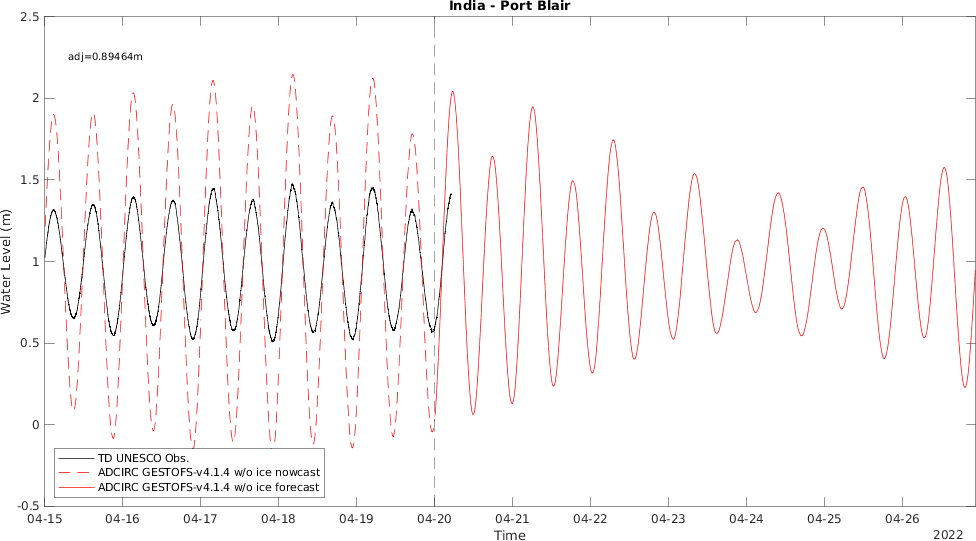 India - Port Blair
adj=0.89464m
2.5
2
1.5
1
0.5
0
-0.5
Water Level (m)
TD UNESCO Obs.
ADCIRC GESTOFS-v4.1.4 w/o ice nowcast
ADCIRC GESTOFS-v4.1.4 w/o ice forecast
04-15 04-16 04-17 04-18 04-19 04-20 04-21 04-22 04-23 04-24 04-25 04-26
Time
2022